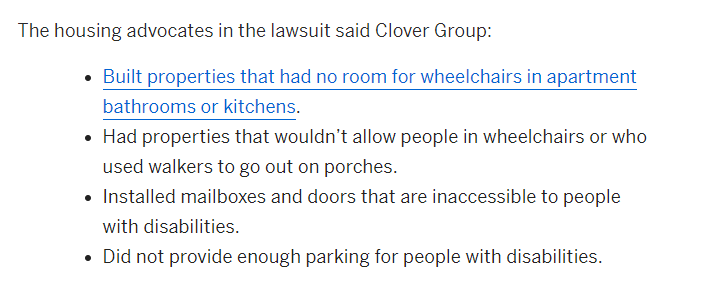 The housing advocates in the lawsuit said Clover Group:
• Built properties that had no room for wheelchairs in apartment
bathrooms or kitchens.
• Had properties that wouldn’t allow people in wheelchairs or who
used walkers to go out on porches.
• Installed mailboxes and doors that are inaccessible to people
with disabilities.
• Did not provide enough parking for people with disabilities.